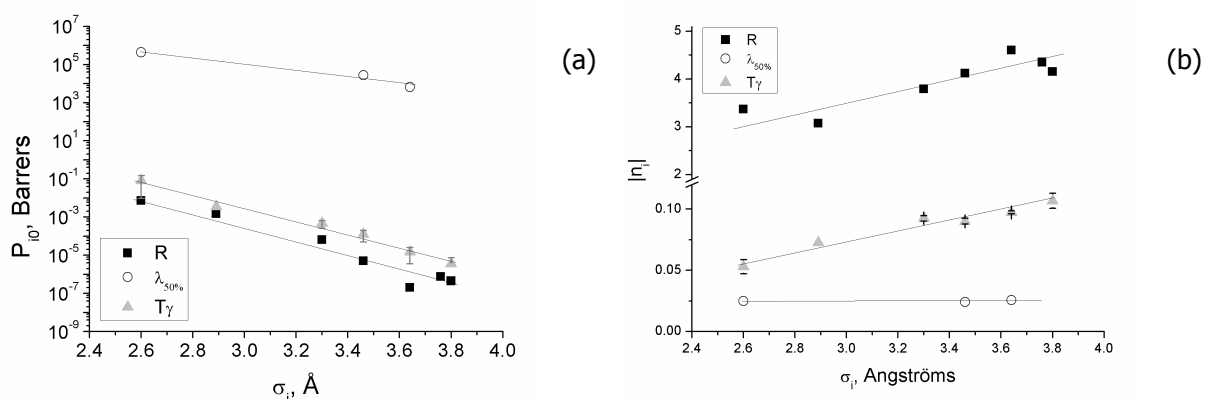 10^7
10^5
10^3
10^1
10^-1
10^-3
10^-5
10^-7
10^-9
P_i0, Barrers
R
λ_50%
Tγ
2.4 2.6 2.8 3.0 3.2 3.4 3.6 3.8 4.0
σ_i, Å
(a)
5
4
3
2
0.10
0.05
0.00
|n_i|
R
λ_50%
Tγ
2.4 2.6 2.8 3.0 3.2 3.4 3.6 3.8 4.0
σ_i, Angströms
(b)